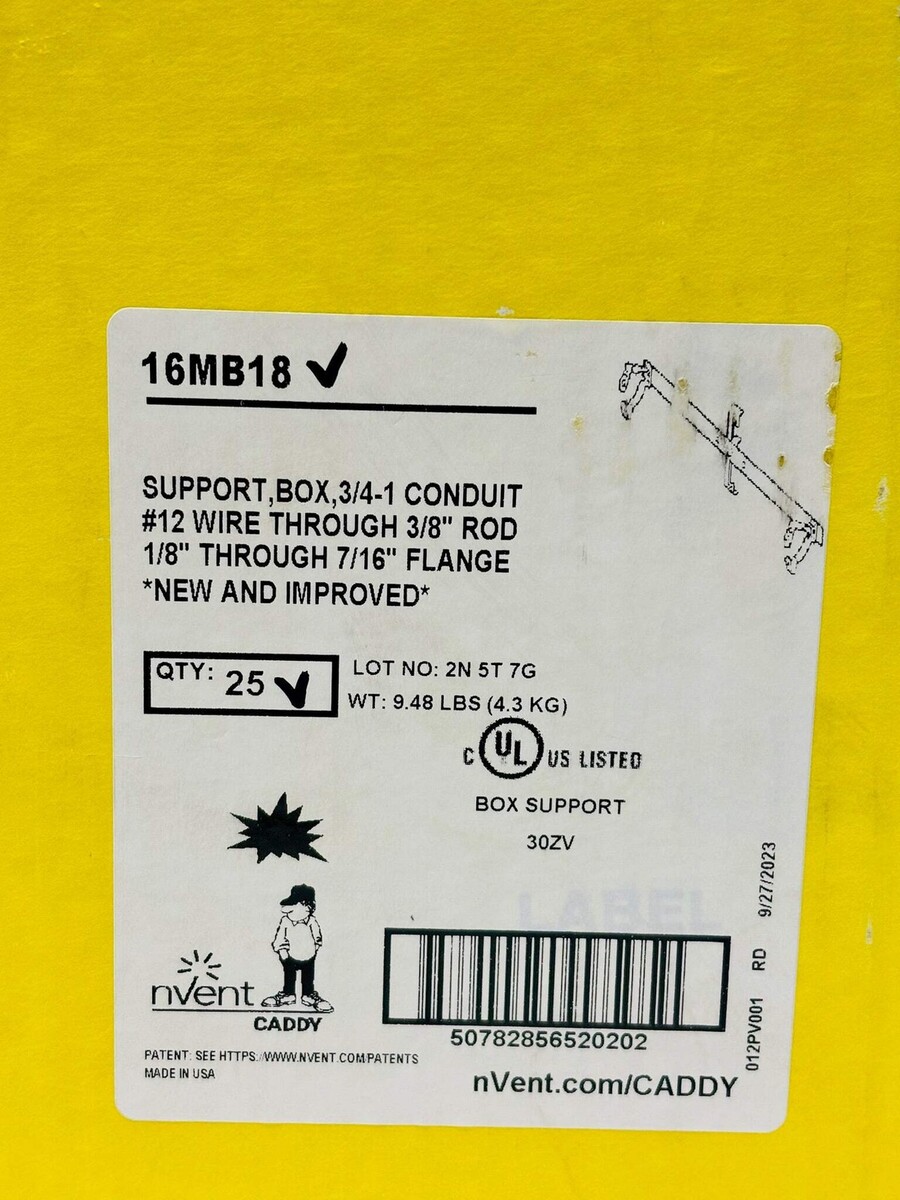 16MB18
SUPPORT,BOX,3/4-1 CONDUIT
#12 WIRE THROUGH 3/8" ROD
1/8" THROUGH 7/16" FLANGE
*NEW AND IMPROVED*
QTY: 25
LOT NO: 2N 5T 7G
WT: 9.48 LBS (4.3 KG)
C UL US LISTED
BOX SUPPORT
30ZV
LABEL
nvent
CADDY
PATENT: SEE HTTPS://WWW.NVENT.COM/PATENTS
MADE IN USA
50782856520202
nVent.com/CADDY
012PV001 RD 9/27/2023